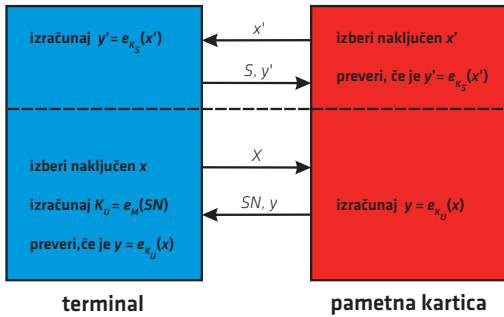 izračunaj y' = e_{K_S}(x')
x'
izberi naključen x'
S, y'
preveri, če je y' = e_{K_S}(x')
izberi naključen x
X
izračunaj K_U = e_M(SN)
SN, y
izračunaj y = e_{K_U}(x)
preveri,če je y = e_{K_U}(x)
terminal
pametna kartica